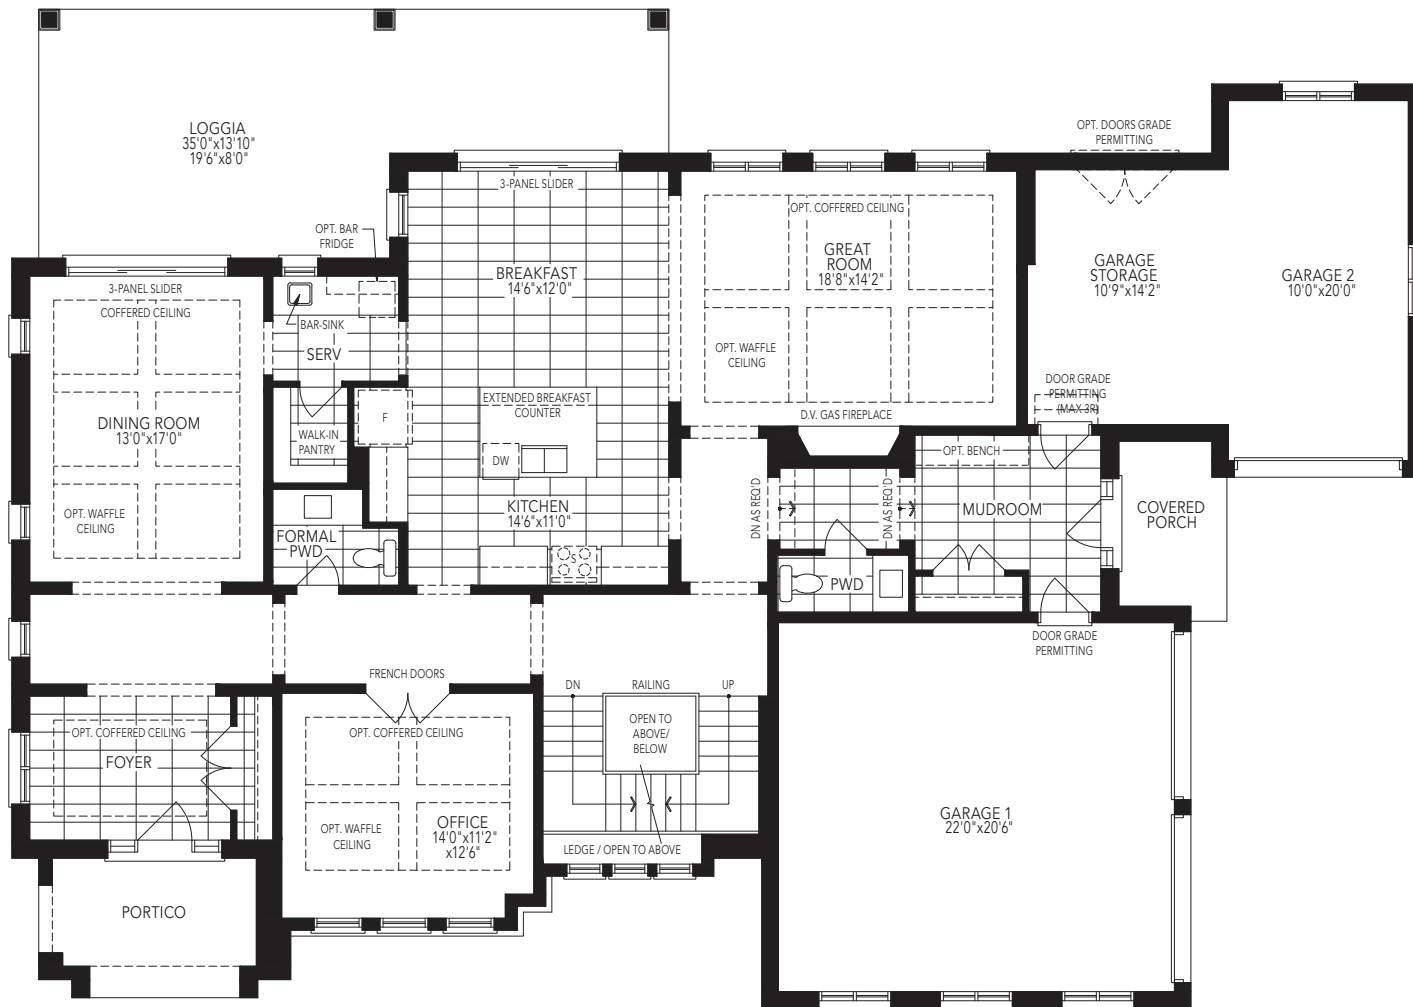 LOGGIA
35'0"x13'10"
19'6"x8'0"
OPT. DOORS GRADE
PERMITTING
3-PANEL SLIDER
OPT. BAR
FRIDGE
BREAKFAST
14'6"x12'0"
OPT. COFFERED CEILING
GREAT
ROOM
18'8"x14'2"
OPT. WAFFLE
CEILING
D.V. GAS FIREPLACE
GARAGE
STORAGE
10'9"x14'2"
GARAGE 2
10'0"x20'0"
3-PANEL SLIDER
COFFERED CEILING
BAR-SINK
SERV
DINING ROOM
13'0"x17'0"
OPT. WAFFLE
CEILING
WALK-IN
PANTRY
F
EXTENDED BREAKFAST
COUNTER
DW
KITCHEN
14'6"x11'0"
S
FORMAL
PWD
DOOR GRADE
PERMITTING
(MAX 3R)
OPT. BENCH
DN AS REQ'D
DN AS REQ'D
MUDROOM
COVERED
PORCH
PWD
DOOR GRADE
PERMITTING
FRENCH DOORS
DN
RAILING
UP
OPEN TO
ABOVE/
BELOW
OPT. COFFERED CEILING
FOYER
OPT. COFFERED CEILING
OPT. WAFFLE
CEILING
OFFICE
14'0"x11'2"
x12'6"
LEDGE / OPEN TO ABOVE
GARAGE 1
22'0"x20'6"
PORTICO